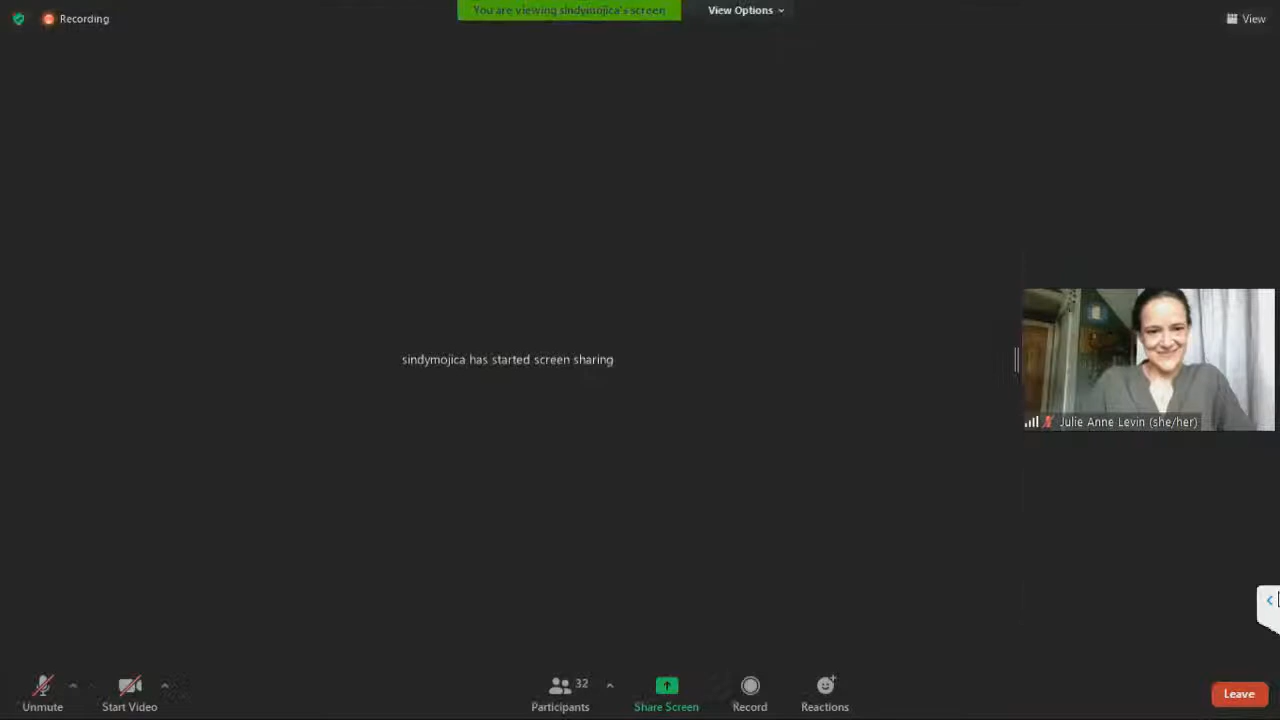 Recording
You are viewing sindymojica's screen
View Options
View
sindymojica has started screen sharing
Julie Anne Levin (she/her)
Unmute
Start Video
32
Participants
Share Screen
Record
Reactions
Leave